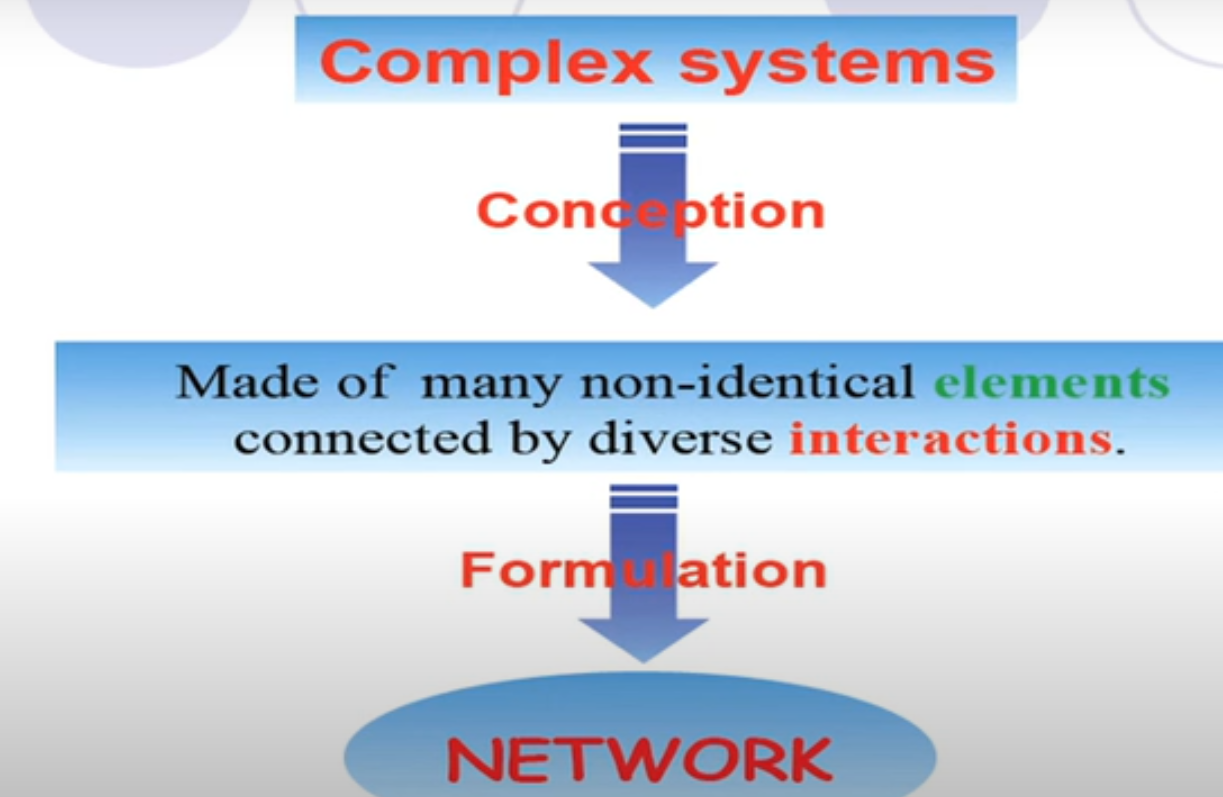 Complex systems
Conception
Made of many non-identical elements
connected by diverse interactions.
Formulation
NETWORK